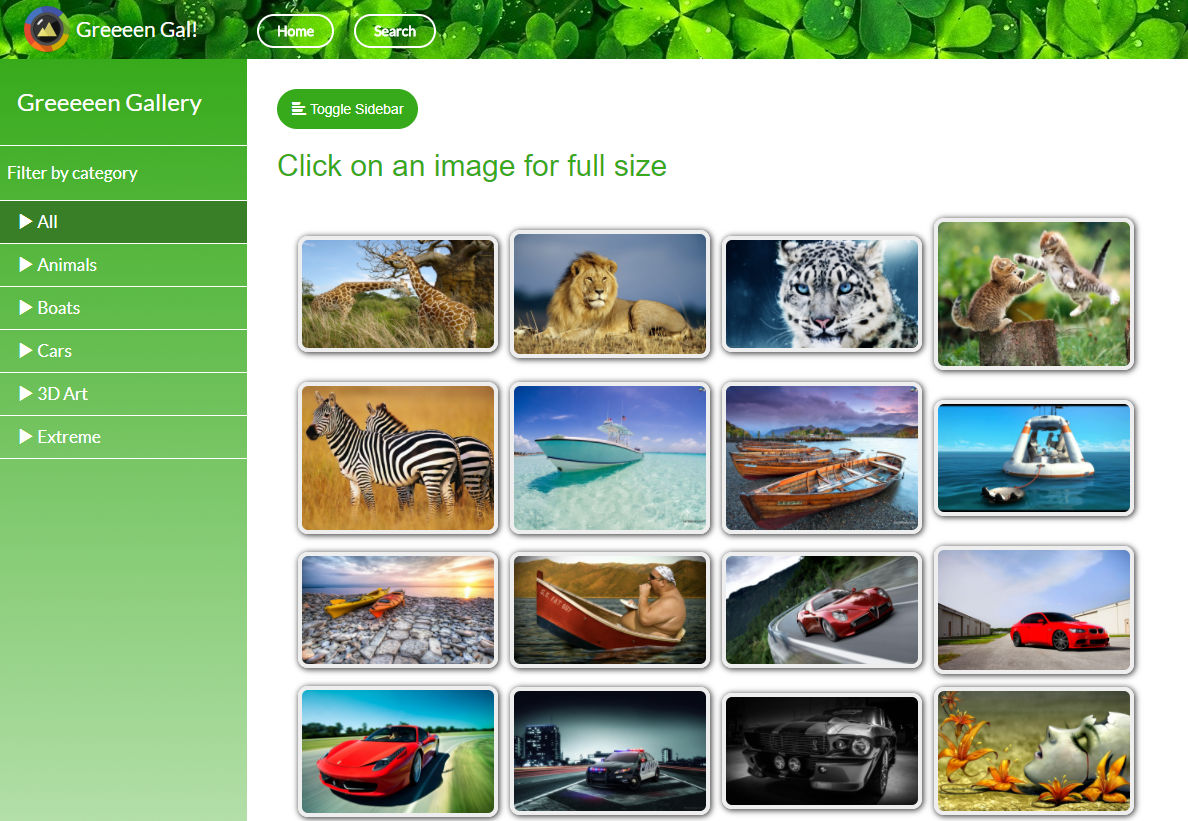 Greeeen Gal!
Home
Search
Greeeeen Gallery
Toggle Sidebar
Filter by category
Click on an image for full size
All
Animals
Boats
Cars
3D Art
Extreme